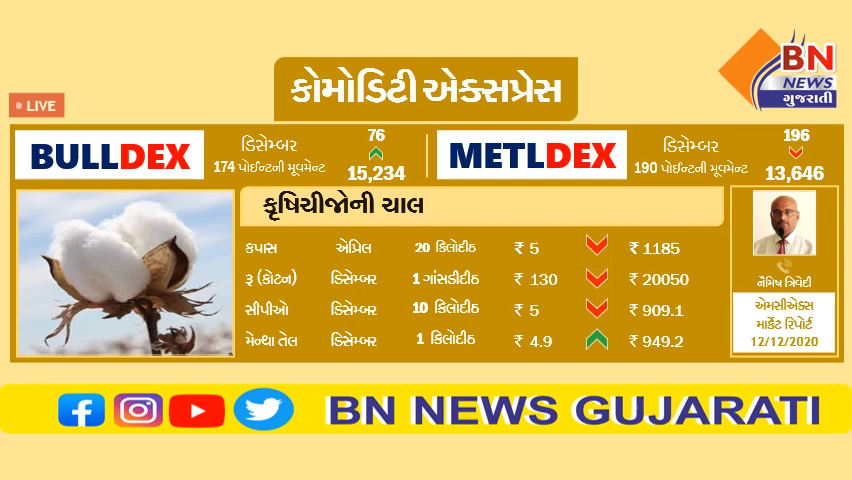 કોમોડિટી એક્સપ્રેસ
BN
NEWS
ગુજરાતી
LIVE
BULLDEX
ડિસેમ્બર
174 પોઈન્ટની મૂવમેન્ટ
76
15,234
METLDEX
ડિસેમ્બર
190 પોઈન્ટની મૂવમેન્ટ
196
13,646
કૃષિચીજોની ચાલ
કપાસ એપ્રિલ 20 કિલોદીઠ ₹ 5 ₹ 1185
રૂ (કોટન) ડિસેમ્બર 1 ગાંસડીદીઠ ₹ 130 ₹ 20050
સીપીઓ ડિસેમ્બર 10 કિલોદીઠ ₹ 5 ₹ 909.1
મેન્થા તેલ ડિસેમ્બર 1 કિલોદીઠ ₹ 4.9 ₹ 949.2
નૈમિષ ત્રિવેદી
એમસીએક્સ
માર્કેટ રિપોર્ટ
12/12/2020
BN NEWS GUJARATI